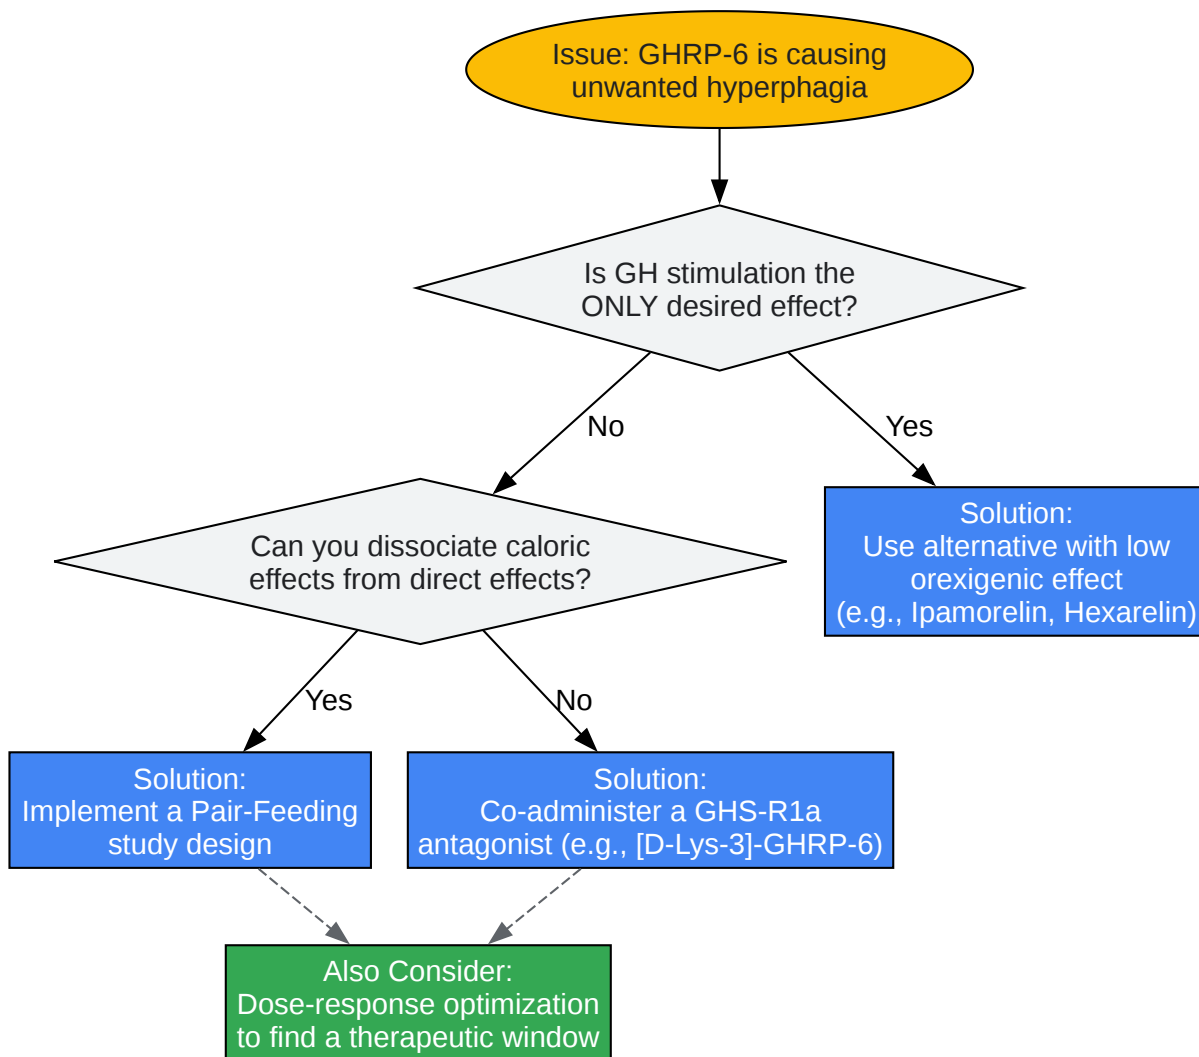 Issue: GHRP-6 is causing
unwanted hyperphagia
Is GH stimulation the
ONLY desired effect?
No
Yes
Can you dissociate caloric
effects from direct effects?
Solution:
Use alternative with low
orexigenic effect
(e.g., Ipamorelin, Hexarelin)
Yes
No
Solution:
Implement a Pair-Feeding
study design
Solution:
Co-administer a GHS-R1a
antagonist (e.g., [D-Lys-3]-GHRP-6)
Also Consider:
Dose-response optimization
to find a therapeutic window